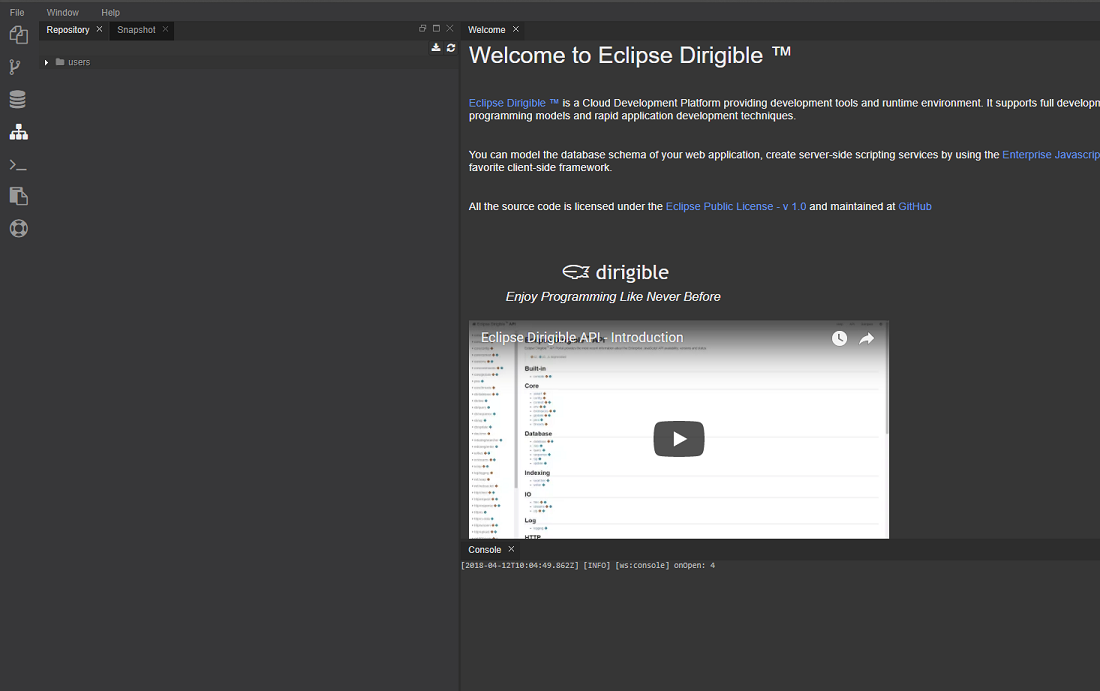 File Window Help
Repository Snapshot
users
Welcome
Welcome to Eclipse Dirigible ™
Eclipse Dirigible ™ is a Cloud Development Platform providing development tools and runtime environment. It supports full developm
programming models and rapid application development techniques.
You can model the database schema of your web application, create server-side scripting services by using the Enterprise Javascrip
favorite client-side framework.
All the source code is licensed under the Eclipse Public License - v 1.0 and maintained at GitHub
dirigible
Enjoy Programming Like Never Before
Eclipse Dirigible API - Introduction
Built-in
Core
Database
Indexing
IO
Log
HTTP
Console
[2018-04-12T10:04:49.862Z] [INFO] [ws:console] onOpen: 4